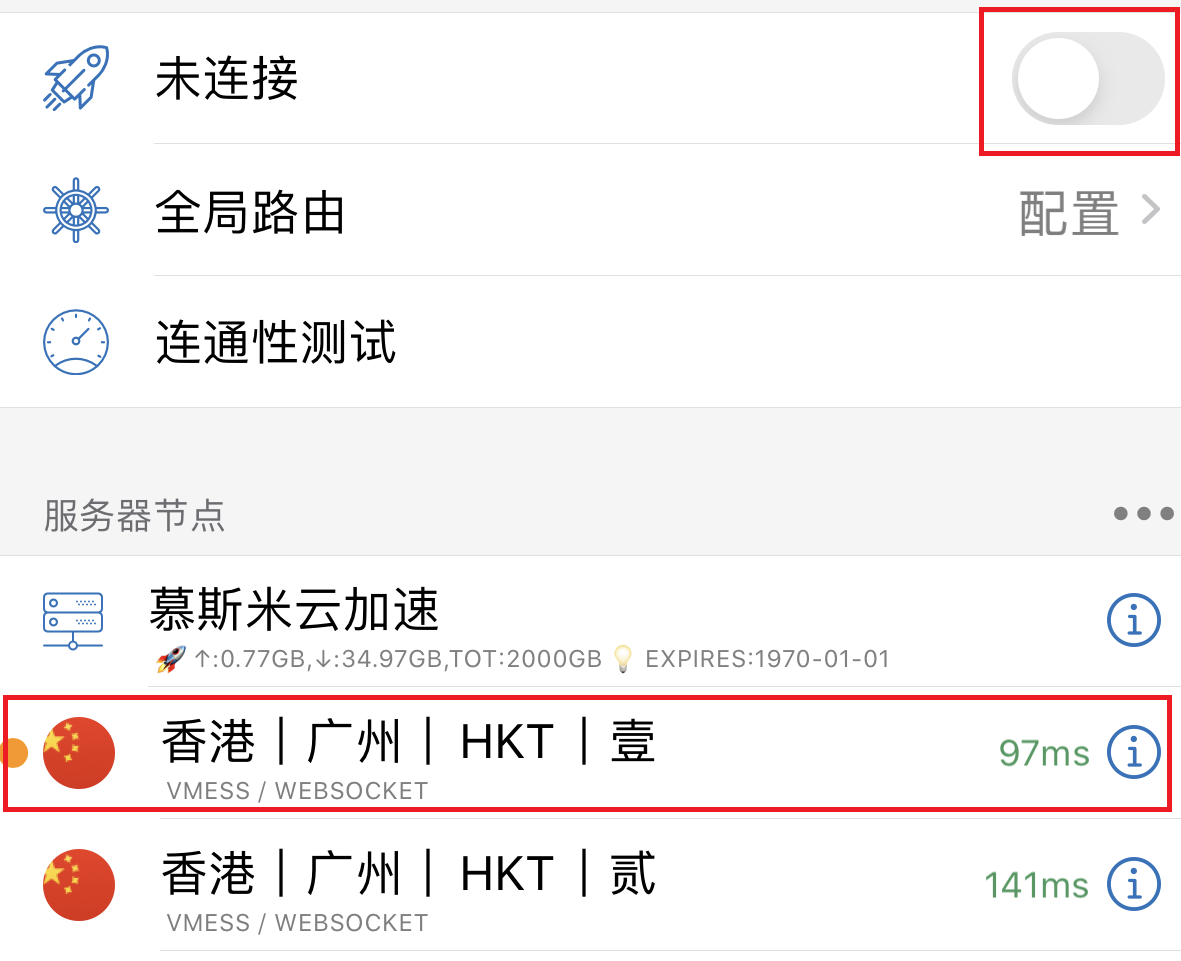 未连接
全局路由 配置
连通性测试
服务器节点
慕斯米云加速
↑:0.77GB,↓:34.97GB,TOT:2000GB 💡 EXPIRES:1970-01-01
香港｜广州｜ HKT ｜壹 97ms
VMESS / WEBSOCKET
香港｜广州｜ HKT ｜贰 141ms
VMESS / WEBSOCKET